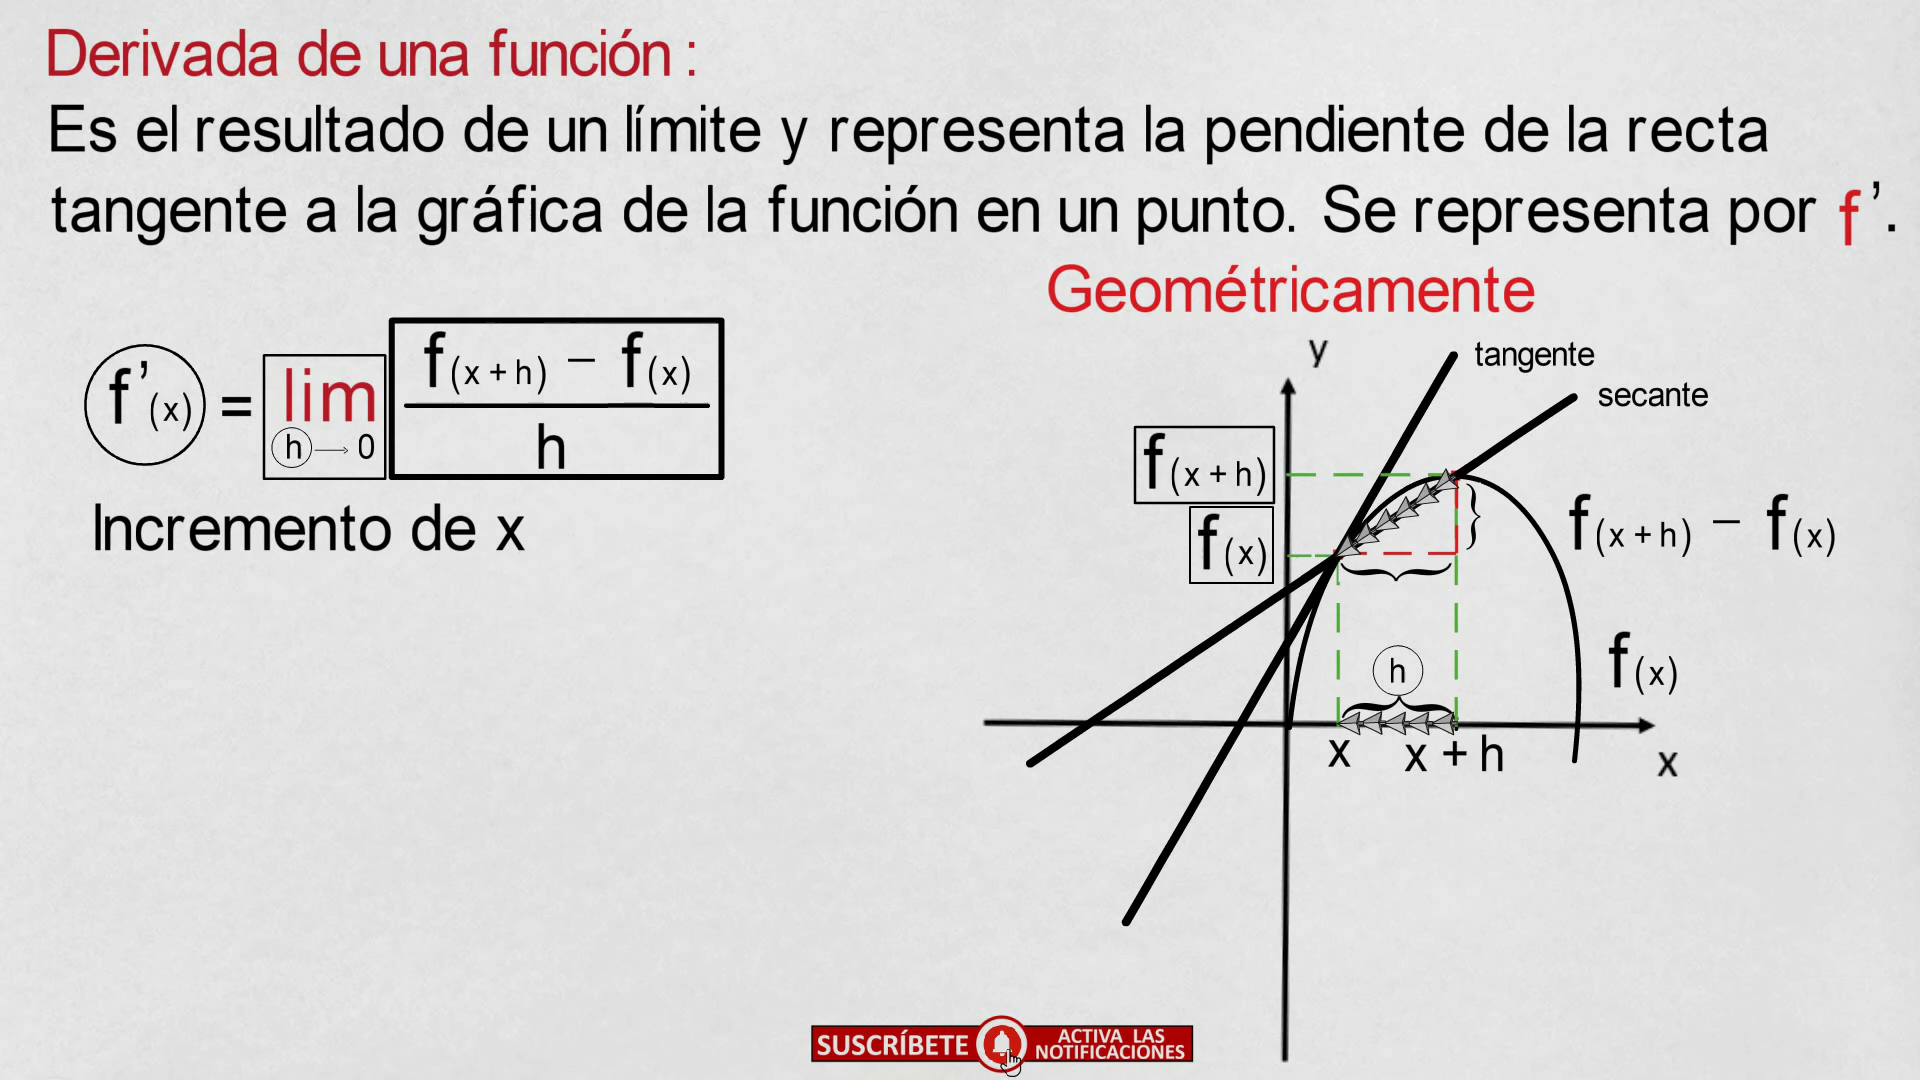 Derivada de una función :
Es el resultado de un límite y representa la pendiente de la recta
tangente a la gráfica de la función en un punto. Se representa por f'.
Geométricamente
f'(x) = lim h→0 f(x + h) − f(x) / h
Incremento de x
y
tangente
secante
f(x + h)
f(x)
f(x + h) − f(x)
h
f(x)
x
x + h
x
SUSCRÍBETE
ACTIVA LAS
NOTIFICACIONES